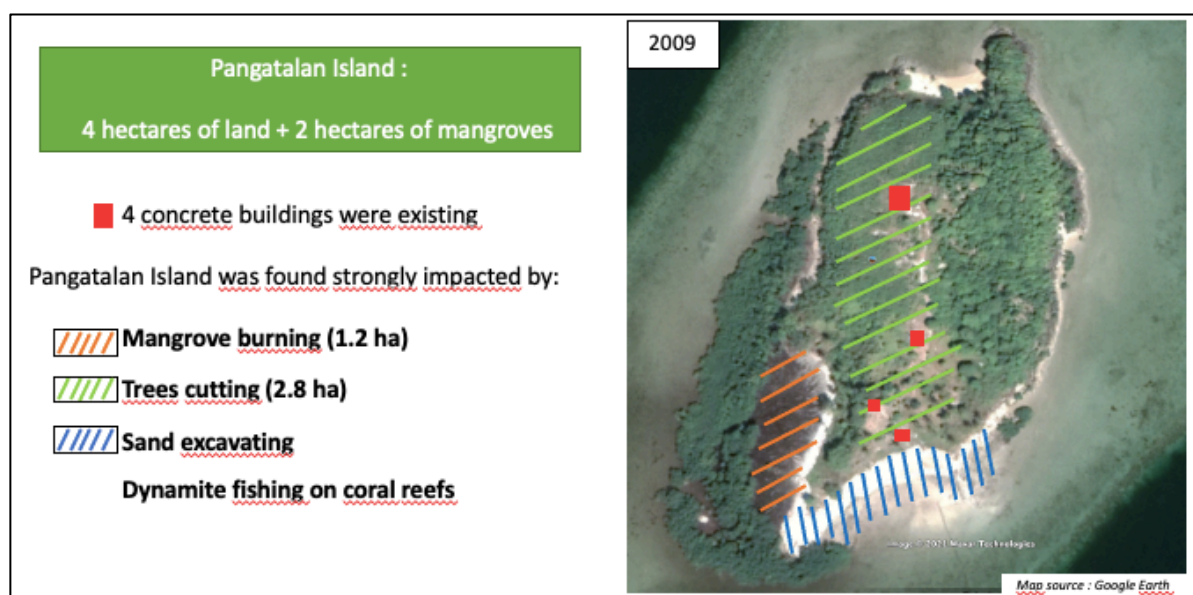 Pangatalan Island :
4 hectares of land + 2 hectares of mangroves
4 concrete buildings were existing
Pangatalan Island was found strongly impacted by:
Mangrove burning (1.2 ha)
Trees cutting (2.8 ha)
Sand excavating
Dynamite fishing on coral reefs
2009
Image © 2021 Maxar Technologies
Map source : Google Earth